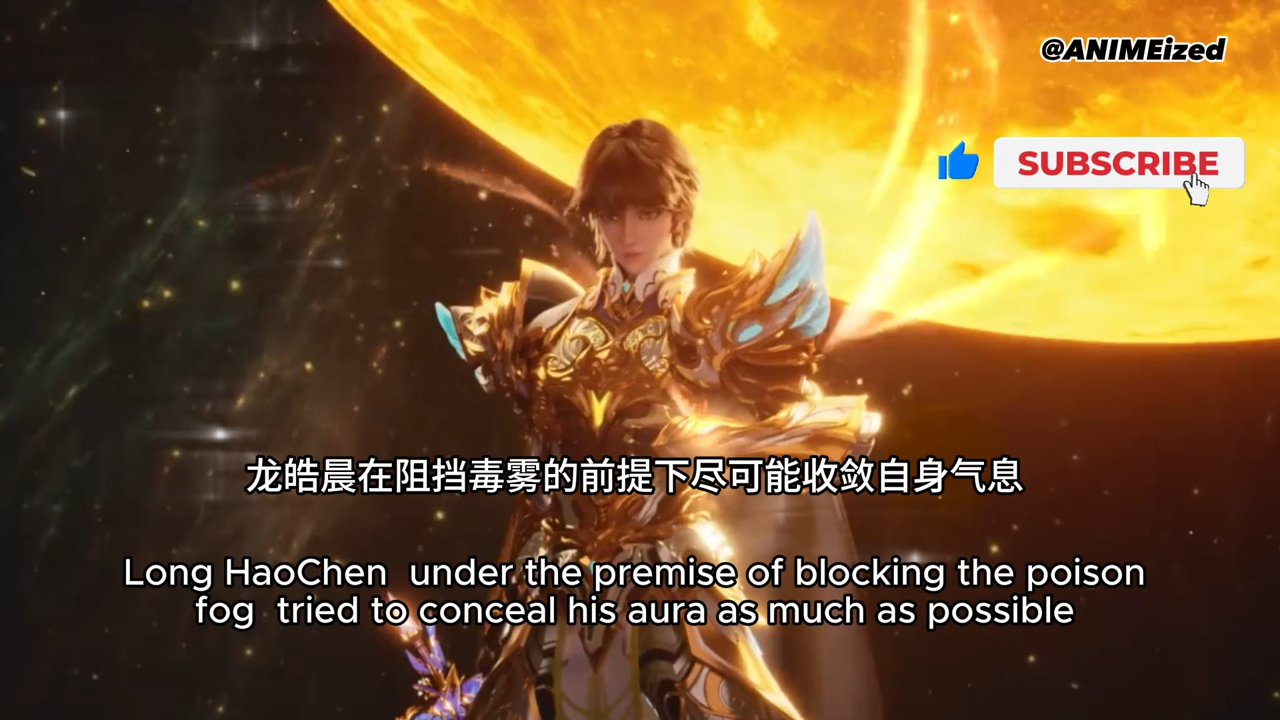 @ANIMEized
SUBSCRIBE
龙皓晨在阻挡毒雾的前提下尽可能收敛自身气息
Long HaoChen under the premise of blocking the poison
fog tried to conceal his aura as much as possible